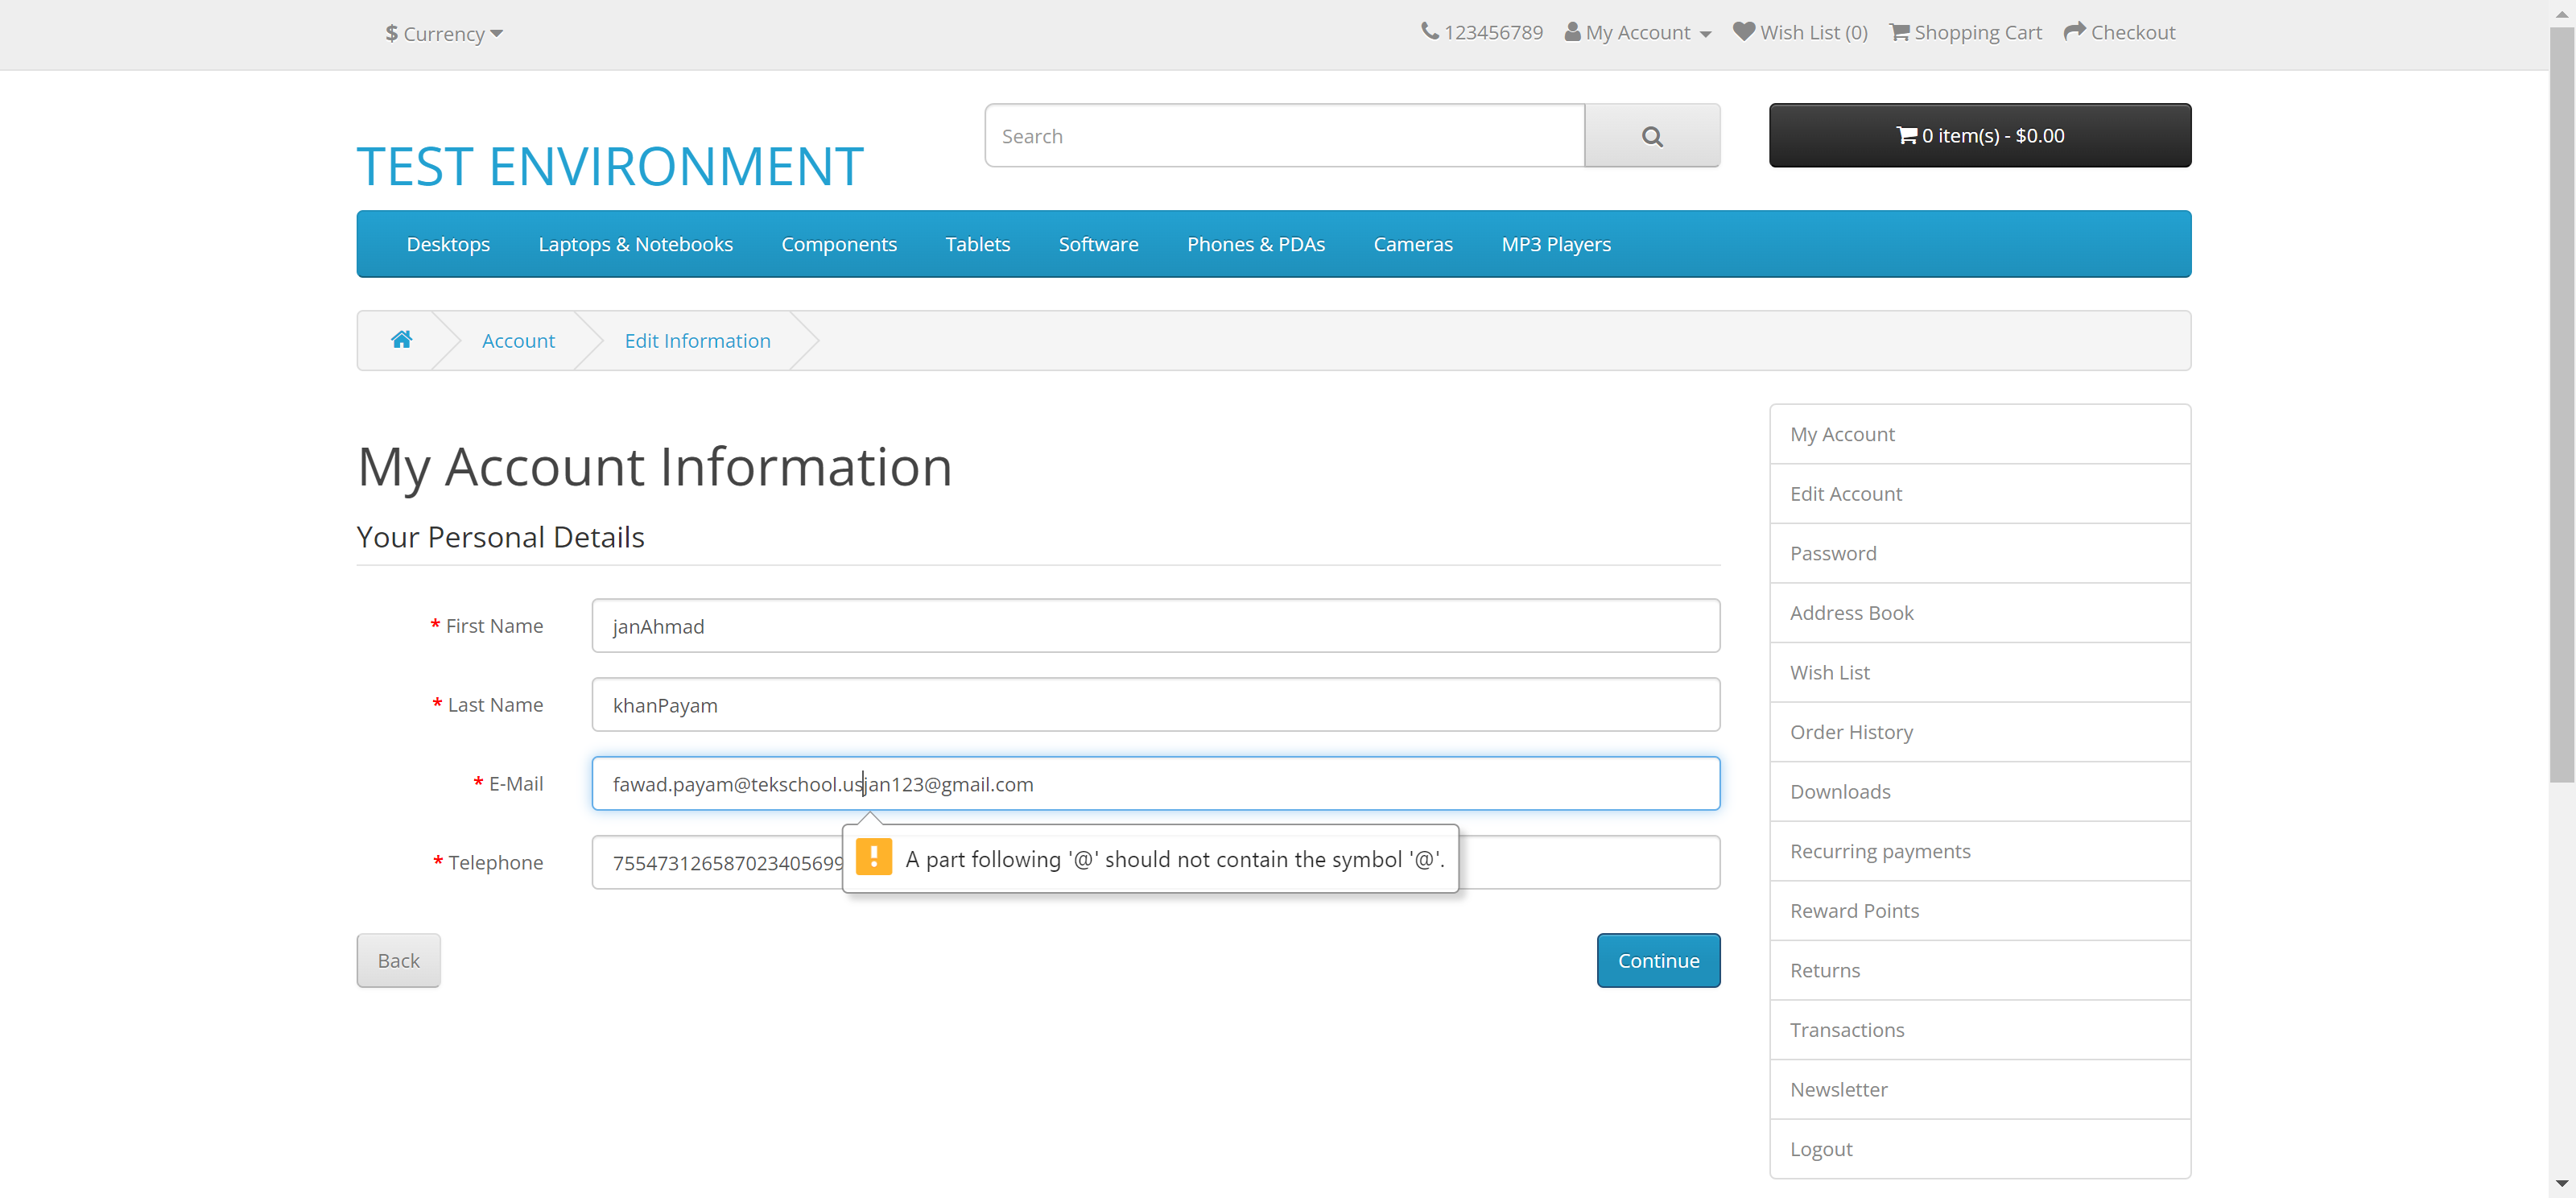 $ Currency
123456789 My Account Wish List (0) Shopping Cart Checkout
TEST ENVIRONMENT
Search
0 item(s) - $0.00
Desktops Laptops & Notebooks Components Tablets Software Phones & PDAs Cameras MP3 Players
Account Edit Information
My Account Information
Your Personal Details
* First Name janAhmad
* Last Name khanPayam
* E-Mail fawad.payam@tekschool.usjan123@gmail.com
* Telephone 755473126587023405699
! A part following '@' should not contain the symbol '@'.
Back
Continue
My Account
Edit Account
Password
Address Book
Wish List
Order History
Downloads
Recurring payments
Reward Points
Returns
Transactions
Newsletter
Logout